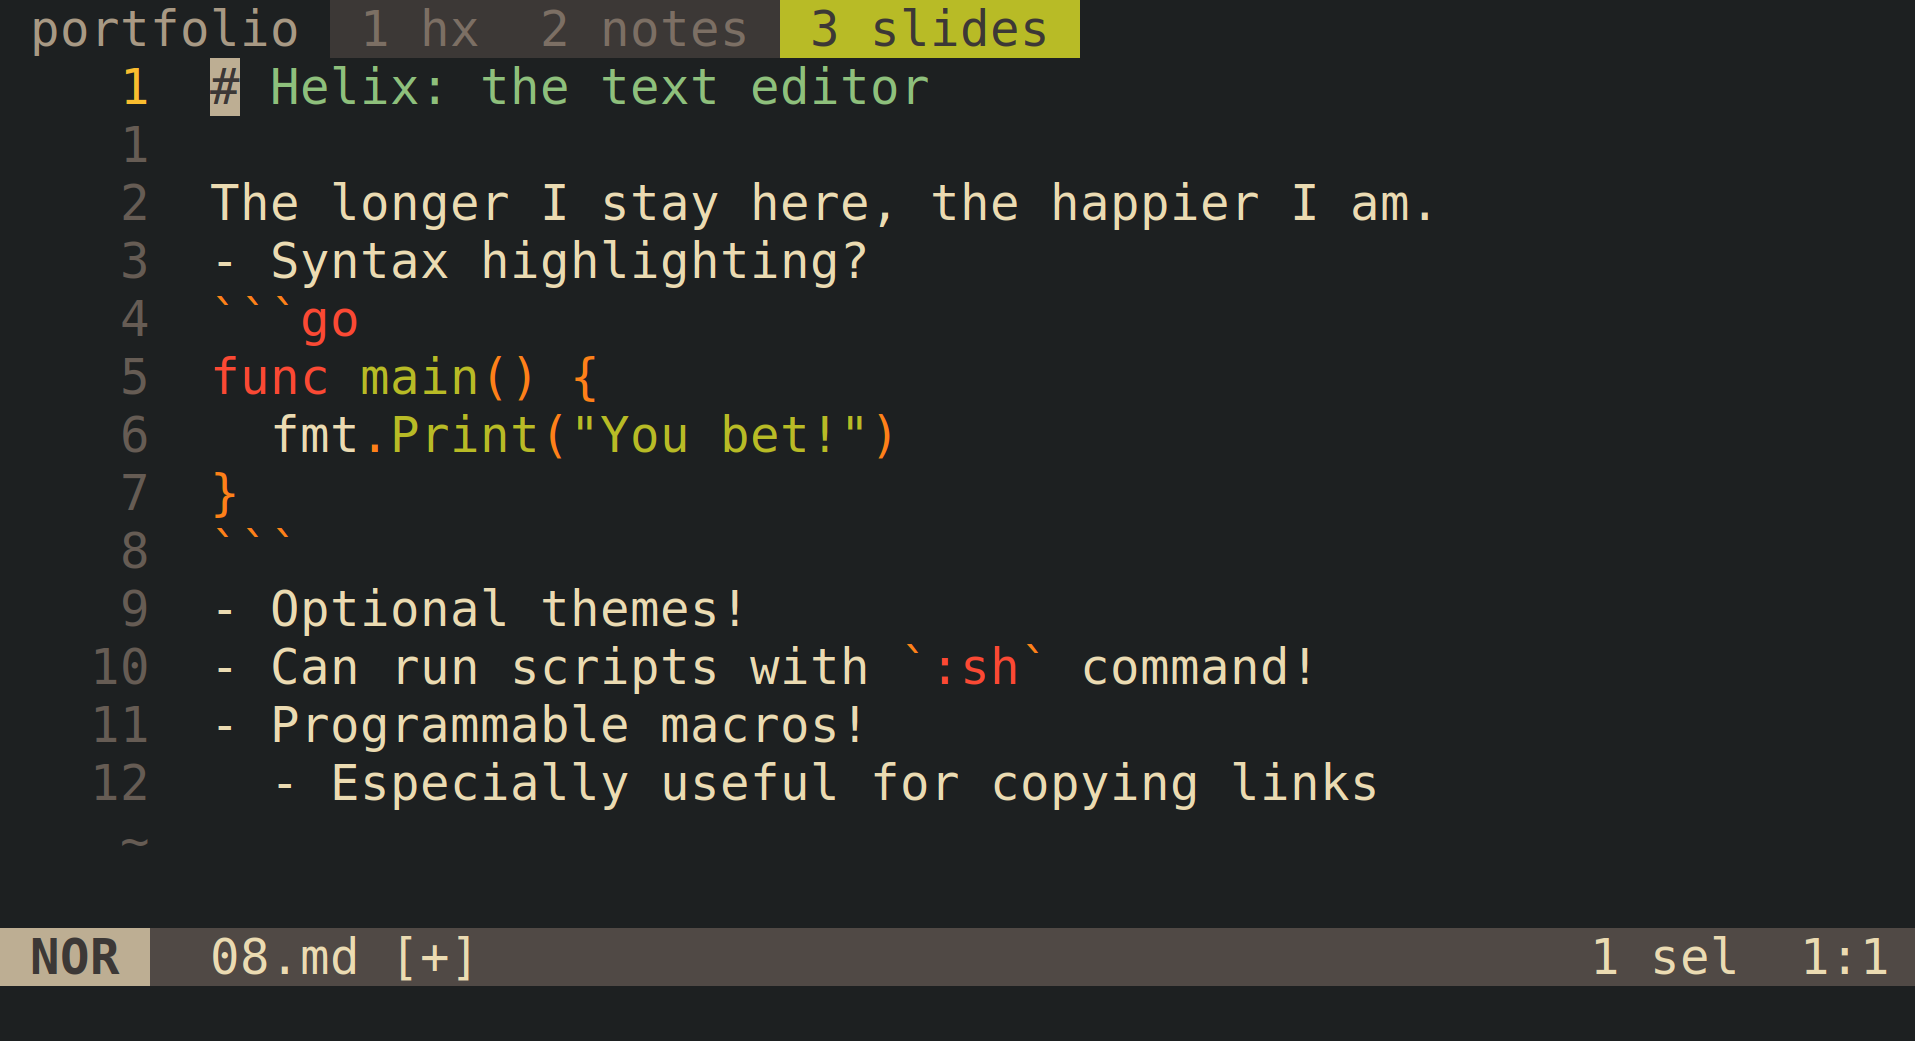 portfolio 1 hx 2 notes 3 slides
1 # Helix: the text editor
1
2 The longer I stay here, the happier I am.
3 - Syntax highlighting?
4 ```go
5 func main() {
6   fmt.Print("You bet!")
7 }
8 ```
9 - Optional themes!
10 - Can run scripts with `:sh` command!
11 - Programmable macros!
12   - Especially useful for copying links
~
NOR 08.md [+] 1 sel 1:1